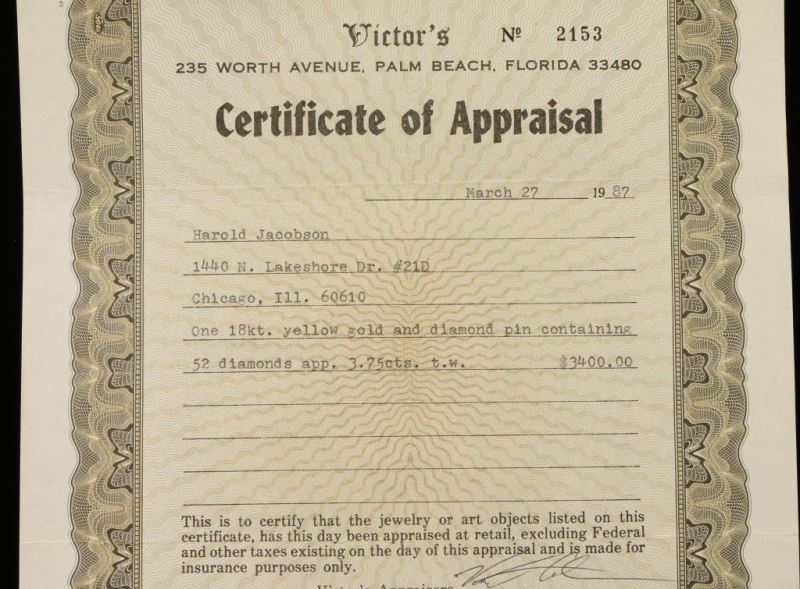 Victor's Nº 2153
235 WORTH AVENUE, PALM BEACH, FLORIDA 33480
Certificate of Appraisal
March 27 1987
Harold Jacobson
1440 N. Lakeshore Dr. #21D
Chicago, Ill. 60610
One 18kt. yellow gold and diamond pin containing
52 diamonds app. 3.75cts. t.w. $3400.00
This is to certify that the jewelry or art objects listed on this
certificate, has this day been appraised at retail, excluding Federal
and other taxes existing on the day of this appraisal and is made for
insurance purposes only.
Victor's Appraisers